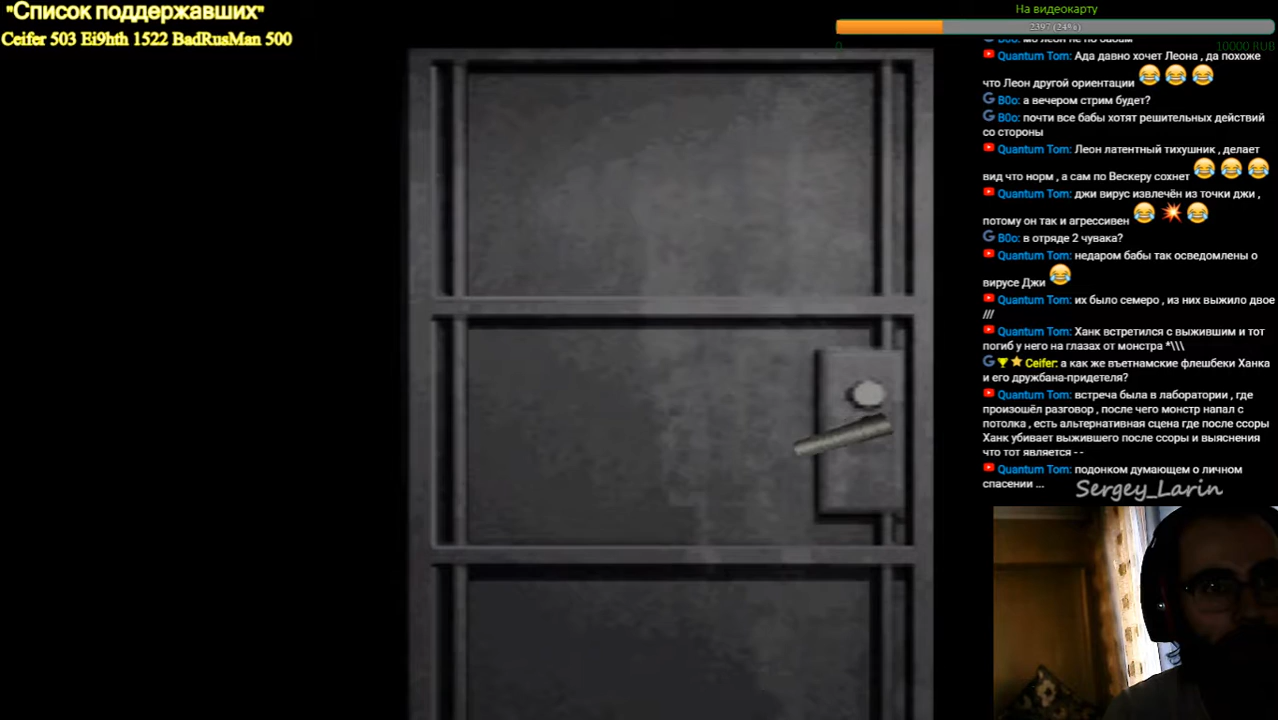 "Список поддержавших"
Ceifer 503 Ei9hth 1522 BadRusMan 500
На видеокарту
2397 (24%)
0
10000 RUB
Quantum Tom: Ада давно хочет Леона , да похоже
что Леон другой ориентации
B0o: а вечером стрим будет?
B0o: почти все бабы хотят решительных действий
со стороны
Quantum Tom: Леон латентный тихушник , делает
вид что норм , а сам по Вескеру сохнет
Quantum Tom: джи вирус извлечён из точки джи ,
потому он так и агрессивен
B0o: в отряде 2 чувака?
Quantum Tom: недаром бабы так осведомлены о
вирусе Джи
Quantum Tom: их было семеро , из них выжило двое
///
Quantum Tom: Ханк встретился с выжившим и тот
погиб у него на глазах от монстра *\\\
Ceifer: а как же въетнамские флешбеки Ханка
и его дружбана-придетеля?
Quantum Tom: встреча была в лаборатории , где
произошёл разговор , после чего монстр напал с
потолка , есть альтернативная сцена где после ссоры
Ханк убивает выжившего после ссоры и выяснения
что тот является - -
Quantum Tom: подонком думающем о личном
спасении ...
Sergey_Larin